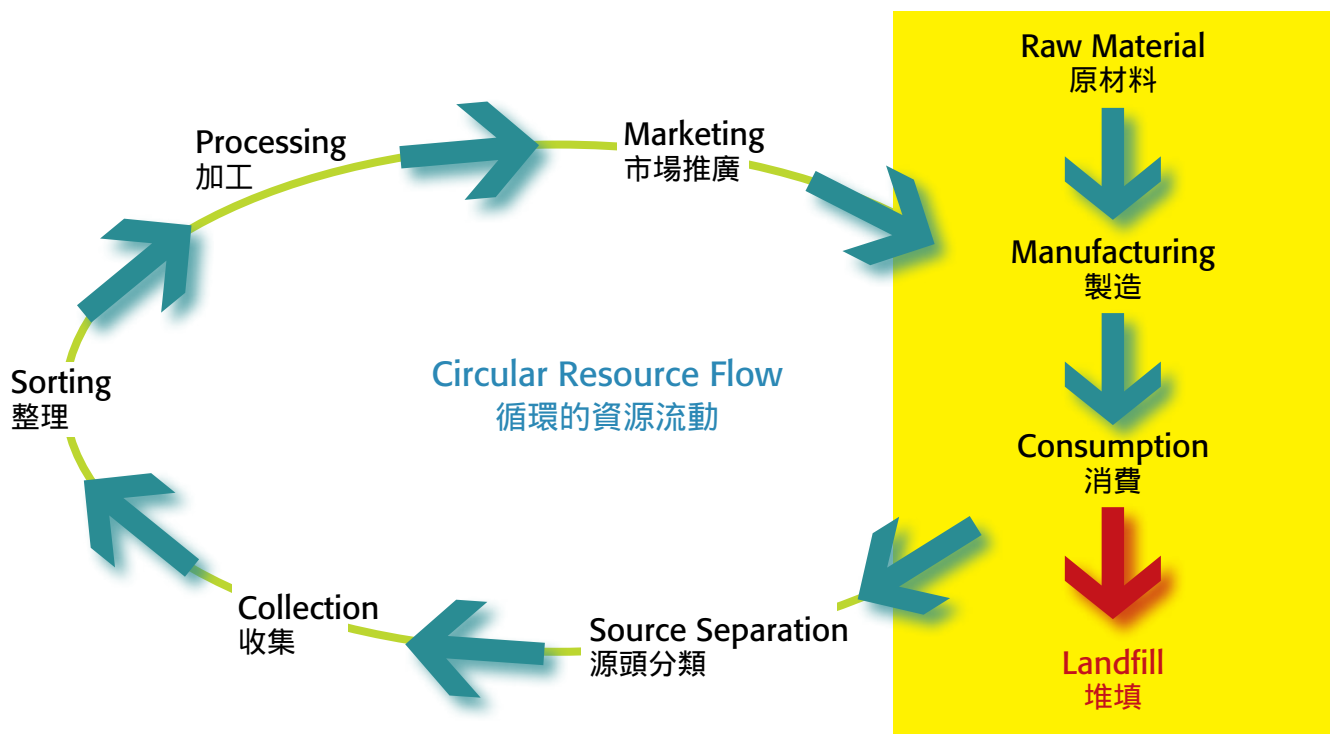 Raw Material
原材料
Processing
加工
Marketing
市場推廣
Manufacturing
製造
Sorting
整理
Circular Resource Flow
循環的資源流動
Consumption
消費
Collection
收集
Source Separation
源頭分類
Landfill
堆填